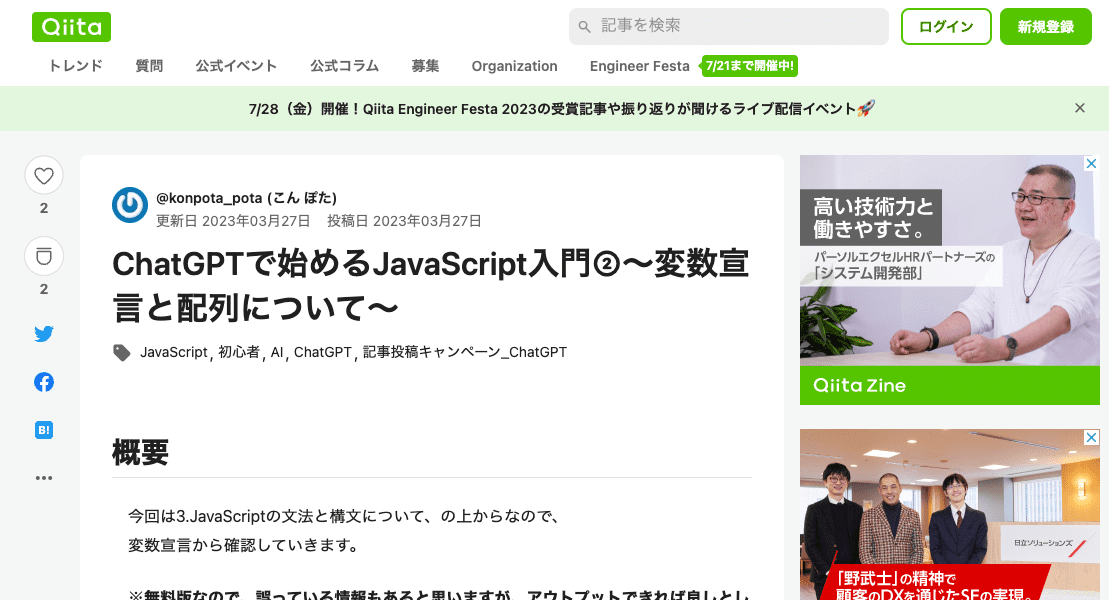 Qiita
記事を検索
ログイン
新規登録
トレンド 質問 公式イベント 公式コラム 募集 Organization Engineer Festa 7/21まで開催中!
7/28（金）開催！Qiita Engineer Festa 2023の受賞記事や振り返りが聞けるライブ配信イベント🚀
2
2
B!
@konpota_pota (こん ぽた)
更新日 2023年03月27日 投稿日 2023年03月27日
ChatGPTで始めるJavaScript入門②〜変数宣
言と配列について〜
JavaScript, 初心者, AI, ChatGPT, 記事投稿キャンペーン_ChatGPT
概要
今回は3.JavaScriptの文法と構文について、の上からなので、
変数宣言から確認していきます。
※無料版なので、誤っている情報もあると思いますが、アウトプットできれば良しとし
高い技術力と
働きやすさ。
パーソルエクセルHRパートナーズの
「システム開発部」
Qiita Zine
日立ソリューションズ
「野武士」の精神で
顧客のDXを通じたSEの実現。